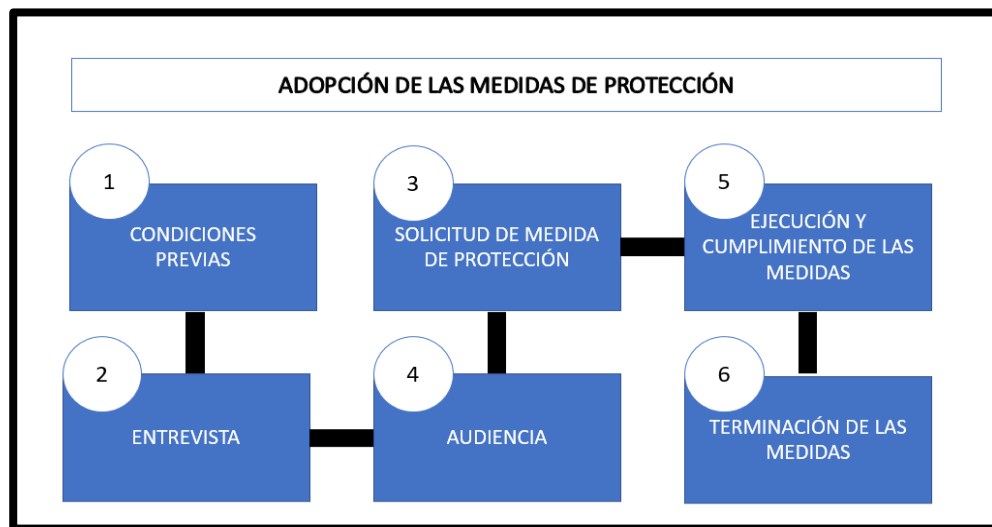 ADOPCIÓN DE LAS MEDIDAS DE PROTECCIÓN
1
CONDICIONES
PREVIAS
2
ENTREVISTA
3
SOLICITUD DE MEDIDA
DE PROTECCIÓN
4
AUDIENCIA
5
EJECUCIÓN Y
CUMPLIMIENTO DE LAS
MEDIDAS
6
TERMINACIÓN DE LAS
MEDIDAS